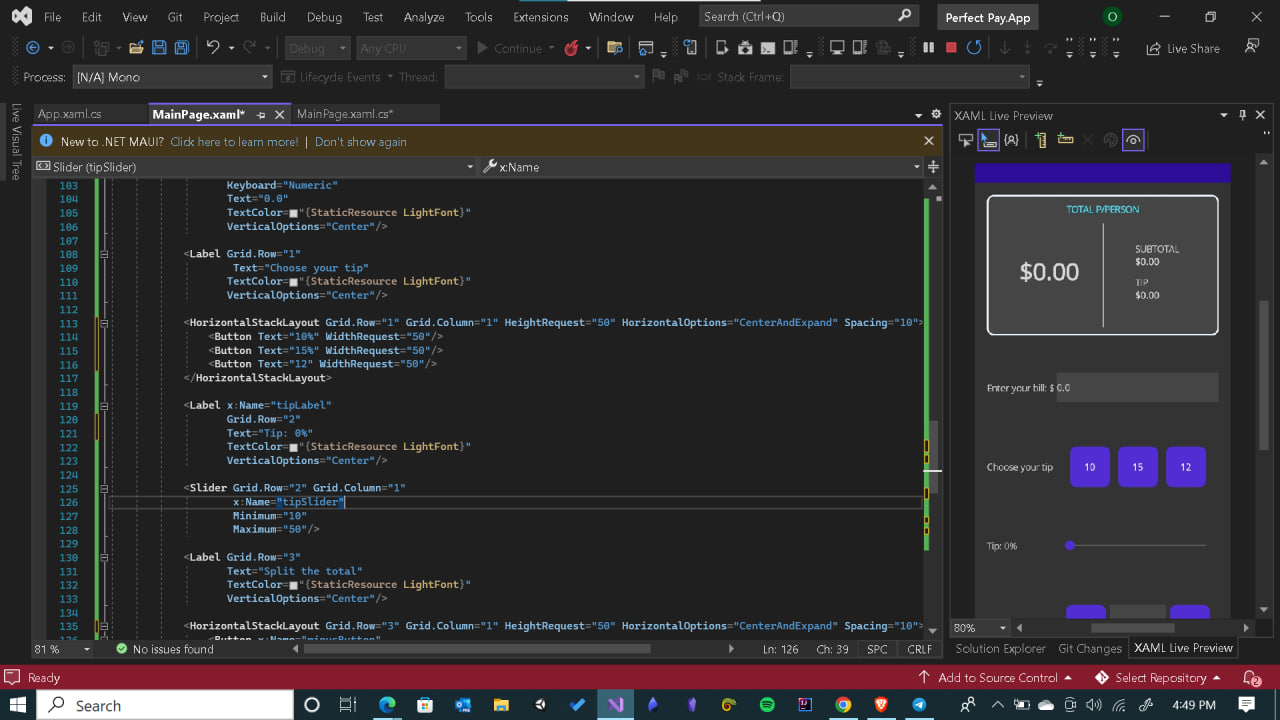 File Edit View Git Project Build Debug Test Analyze Tools Extensions Window Help Search (Ctrl+Q) Perfect Pay.App O
Debug Any CPU Continue Live Share
Process: [N/A] Mono Lifecycle Events Thread: Stack Frame:
App.xaml.cs MainPage.xaml* MainPage.xaml.cs*
Live Visual Tree
New to .NET MAUI? Click here to learn more! Don't show again
Slider (tipSlider) x:Name
103 Keyboard="Numeric"
104 Text="0.0"
105 TextColor="{StaticResource LightFont}"
106 VerticalOptions="Center"/>
107
108 <Label Grid.Row="1"
109 Text="Choose your tip"
110 TextColor="{StaticResource LightFont}"
111 VerticalOptions="Center"/>
112
113 <HorizontalStackLayout Grid.Row="1" Grid.Column="1" HeightRequest="50" HorizontalOptions="CenterAndExpand" Spacing="10">
114 <Button Text="10%" WidthRequest="50"/>
115 <Button Text="15%" WidthRequest="50"/>
116 <Button Text="12" WidthRequest="50"/>
117 </HorizontalStackLayout>
118
119 <Label x:Name="tipLabel"
120 Grid.Row="2"
121 Text="Tip: 0%"
122 TextColor="{StaticResource LightFont}"
123 VerticalOptions="Center"/>
124
125 <Slider Grid.Row="2" Grid.Column="1"
126 x:Name="tipSlider"
127 Minimum="10"
128 Maximum="50"/>
129
130 <Label Grid.Row="3"
131 Text="Split the total"
132 TextColor="{StaticResource LightFont}"
133 VerticalOptions="Center"/>
134
135 <HorizontalStackLayout Grid.Row="3" Grid.Column="1" HeightRequest="50" HorizontalOptions="CenterAndExpand" Spacing="10">
136 <Button x:Name="minusButton"
81 % No issues found Ln: 126 Ch: 39 SPC CRLF
XAML Live Preview
TOTAL P/PERSON
$0.00
SUBTOTAL
$0.00
TIP
$0.00
Enter your bill: $ 0.0
Choose your tip 10 15 12
Tip: 0%
80%
Solution Explorer Git Changes XAML Live Preview
Ready Add to Source Control Select Repository 2
Search 4:49 PM